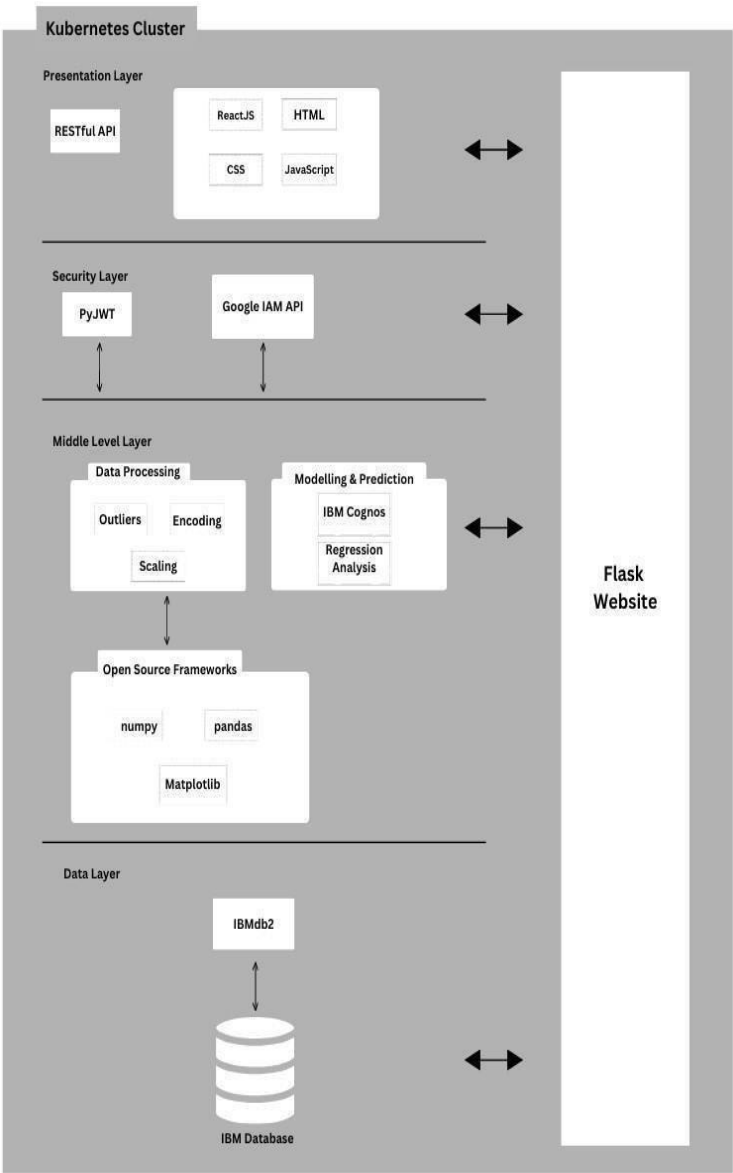 Kubernetes Cluster
Presentation Layer
RESTful API
ReactJS
HTML
CSS
JavaScript
Security Layer
PyJWT
Google IAM API
Middle Level Layer
Data Processing
Outliers
Encoding
Scaling
Modelling & Prediction
IBM Cognos
Regression
Analysis
Open Source Frameworks
numpy
pandas
Matplotlib
Data Layer
IBMdb2
IBM Database
Flask
Website